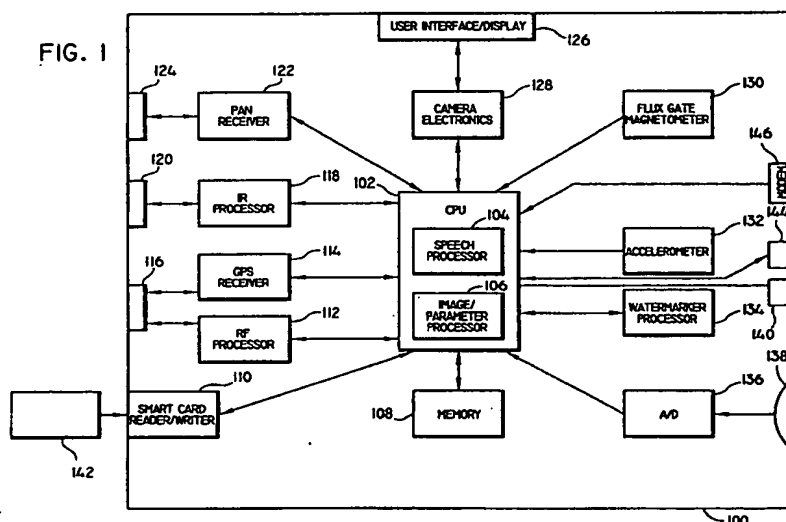 USER INTERFACE/DISPLAY
126
FIG. 1
124
122
PAN
RECEIVER
128
CAMERA
ELECTRONICS
130
FLUX GATE
MAGNETOMETER
146
MODEM
120
118
IR
PROCESSOR
102
CPU
104
SPEECH
PROCESSOR
132
ACCELEROMETER
144
116
114
GPS
RECEIVER
106
IMAGE/
PARAMETER
PROCESSOR
WATERMARKER
PROCESSOR
134
140
112
RF
PROCESSOR
110
SMART CARD
READER/WRITER
142
108
MEMORY
136
A/D
138
100